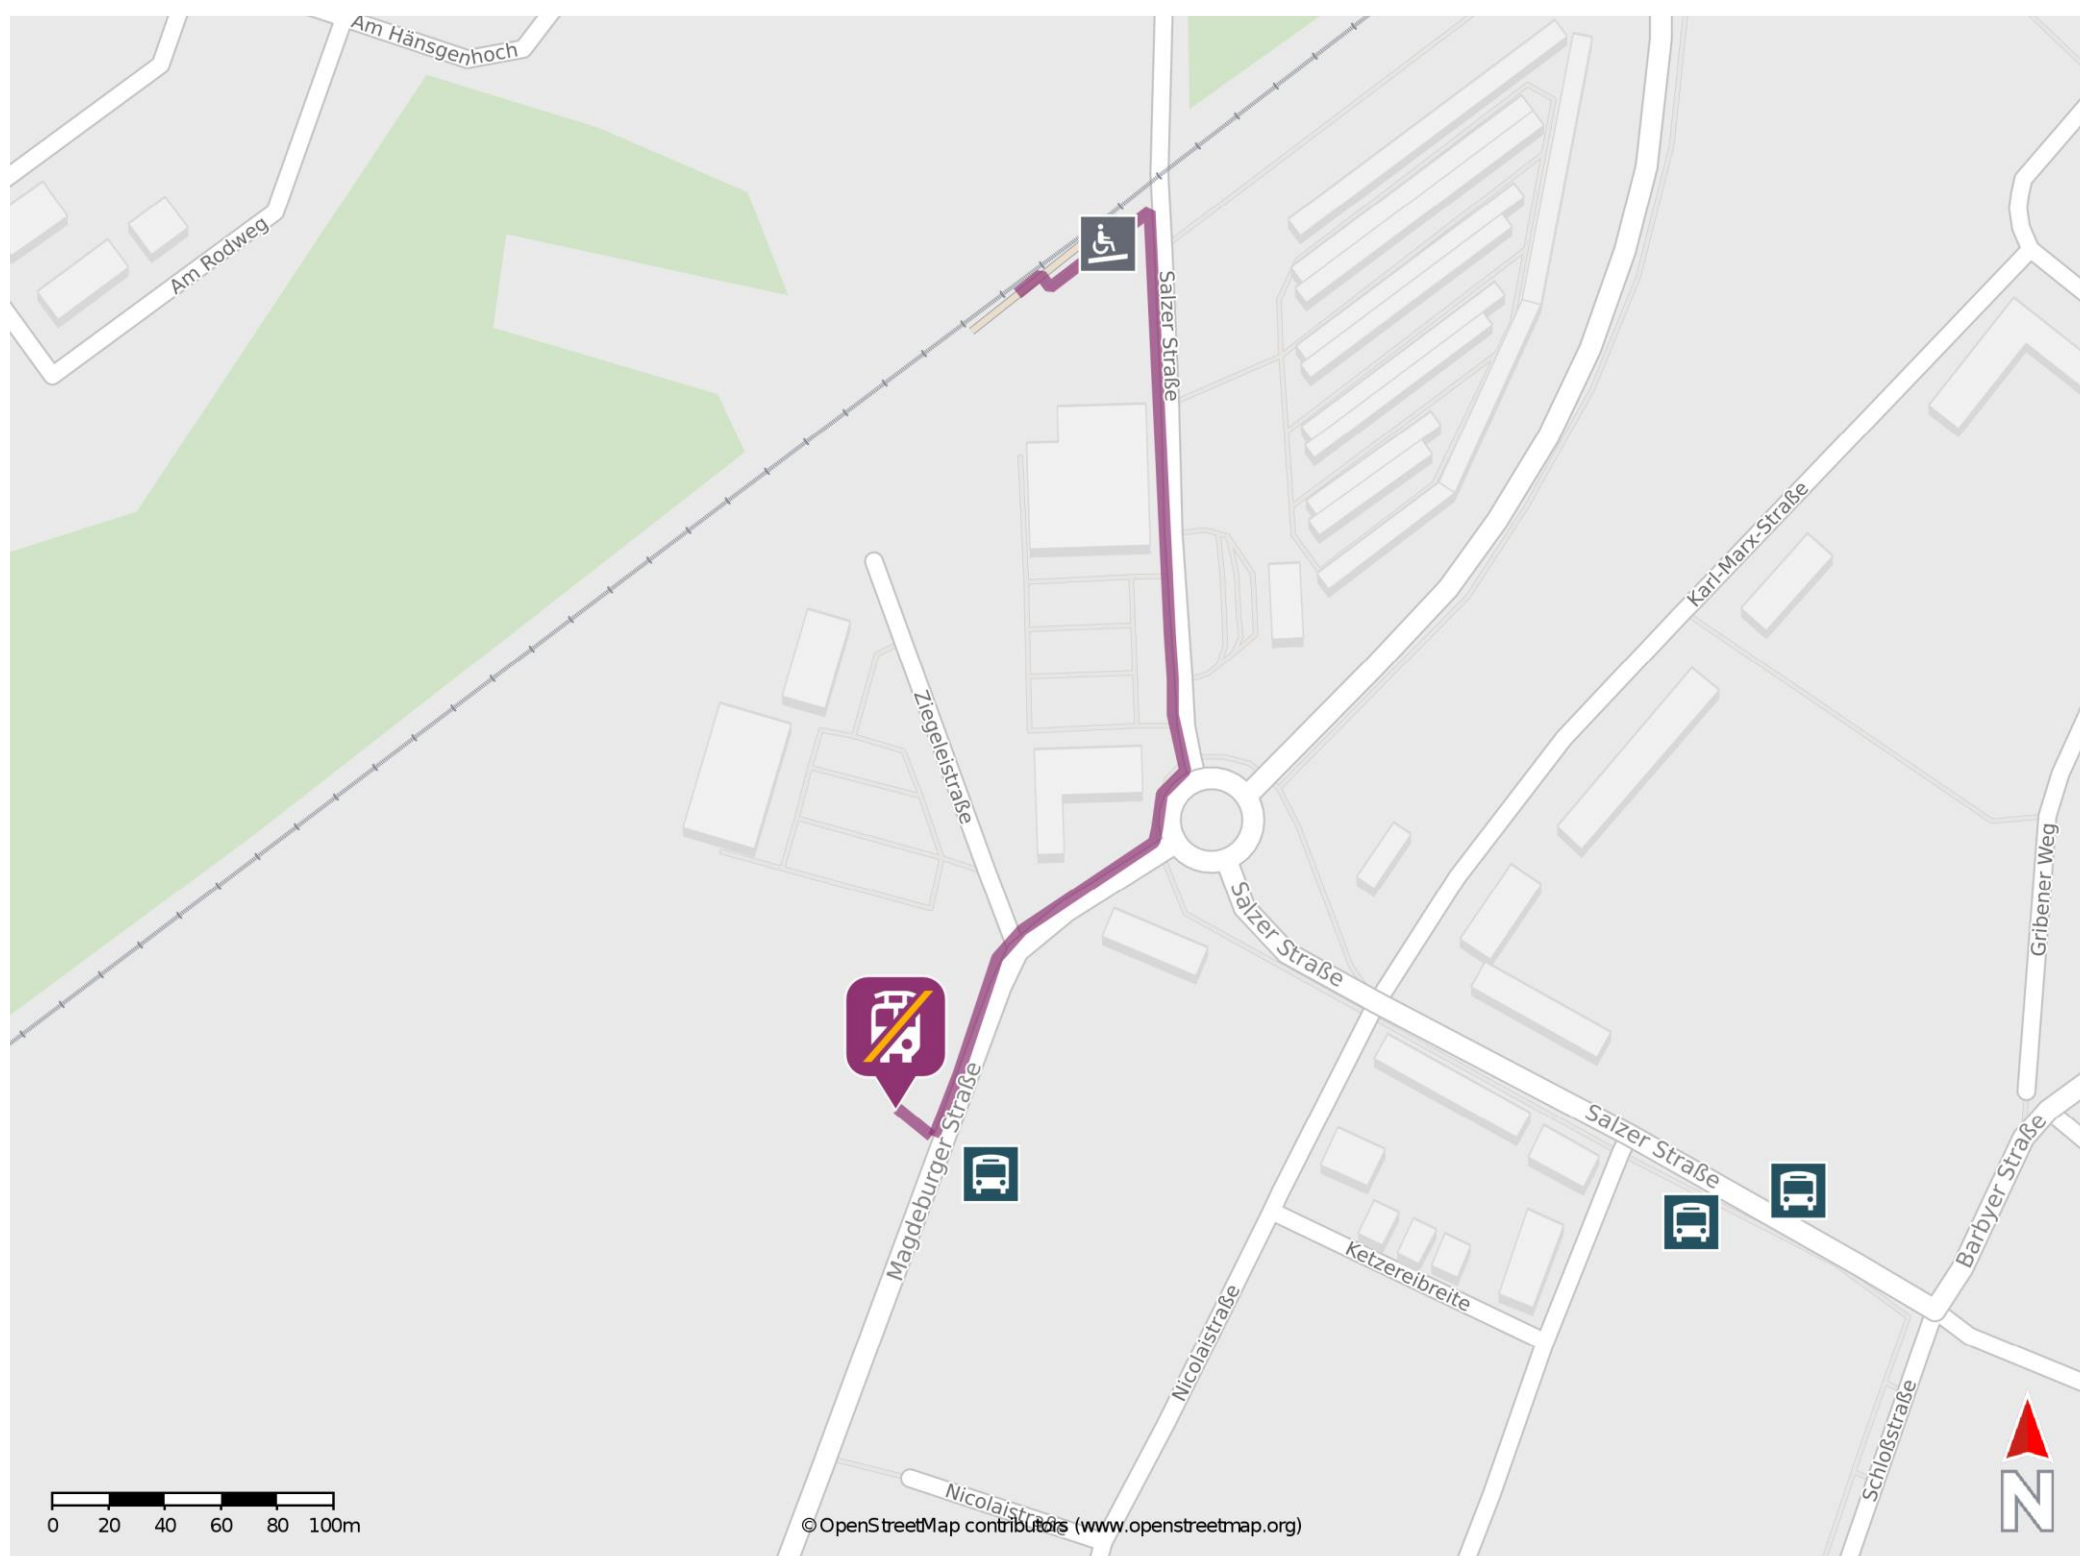 Am Hänsgenhoch
Am Rodweg
Salzer Straße
Karl-Marx-Straße
Ziegeleistraße
Gribener Weg
Salzer Straße
Magdeburger Straße
Salzer Straße
Barbyer Straße
Ketzereibreite
Nicolaistraße
Schloßstraße
Nicolaistraße
N
0 20 40 60 80 100m
© OpenStreetMap contributors (www.openstreetmap.org)